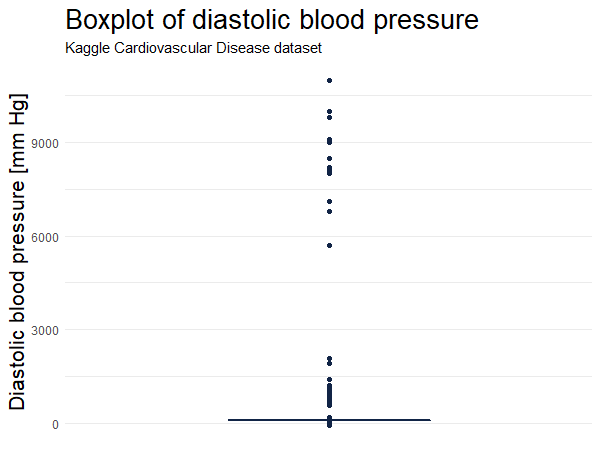 Boxplot of diastolic blood pressure
Kaggle Cardiovascular Disease dataset
Diastolic blood pressure [mm Hg]
9000
6000
3000
0